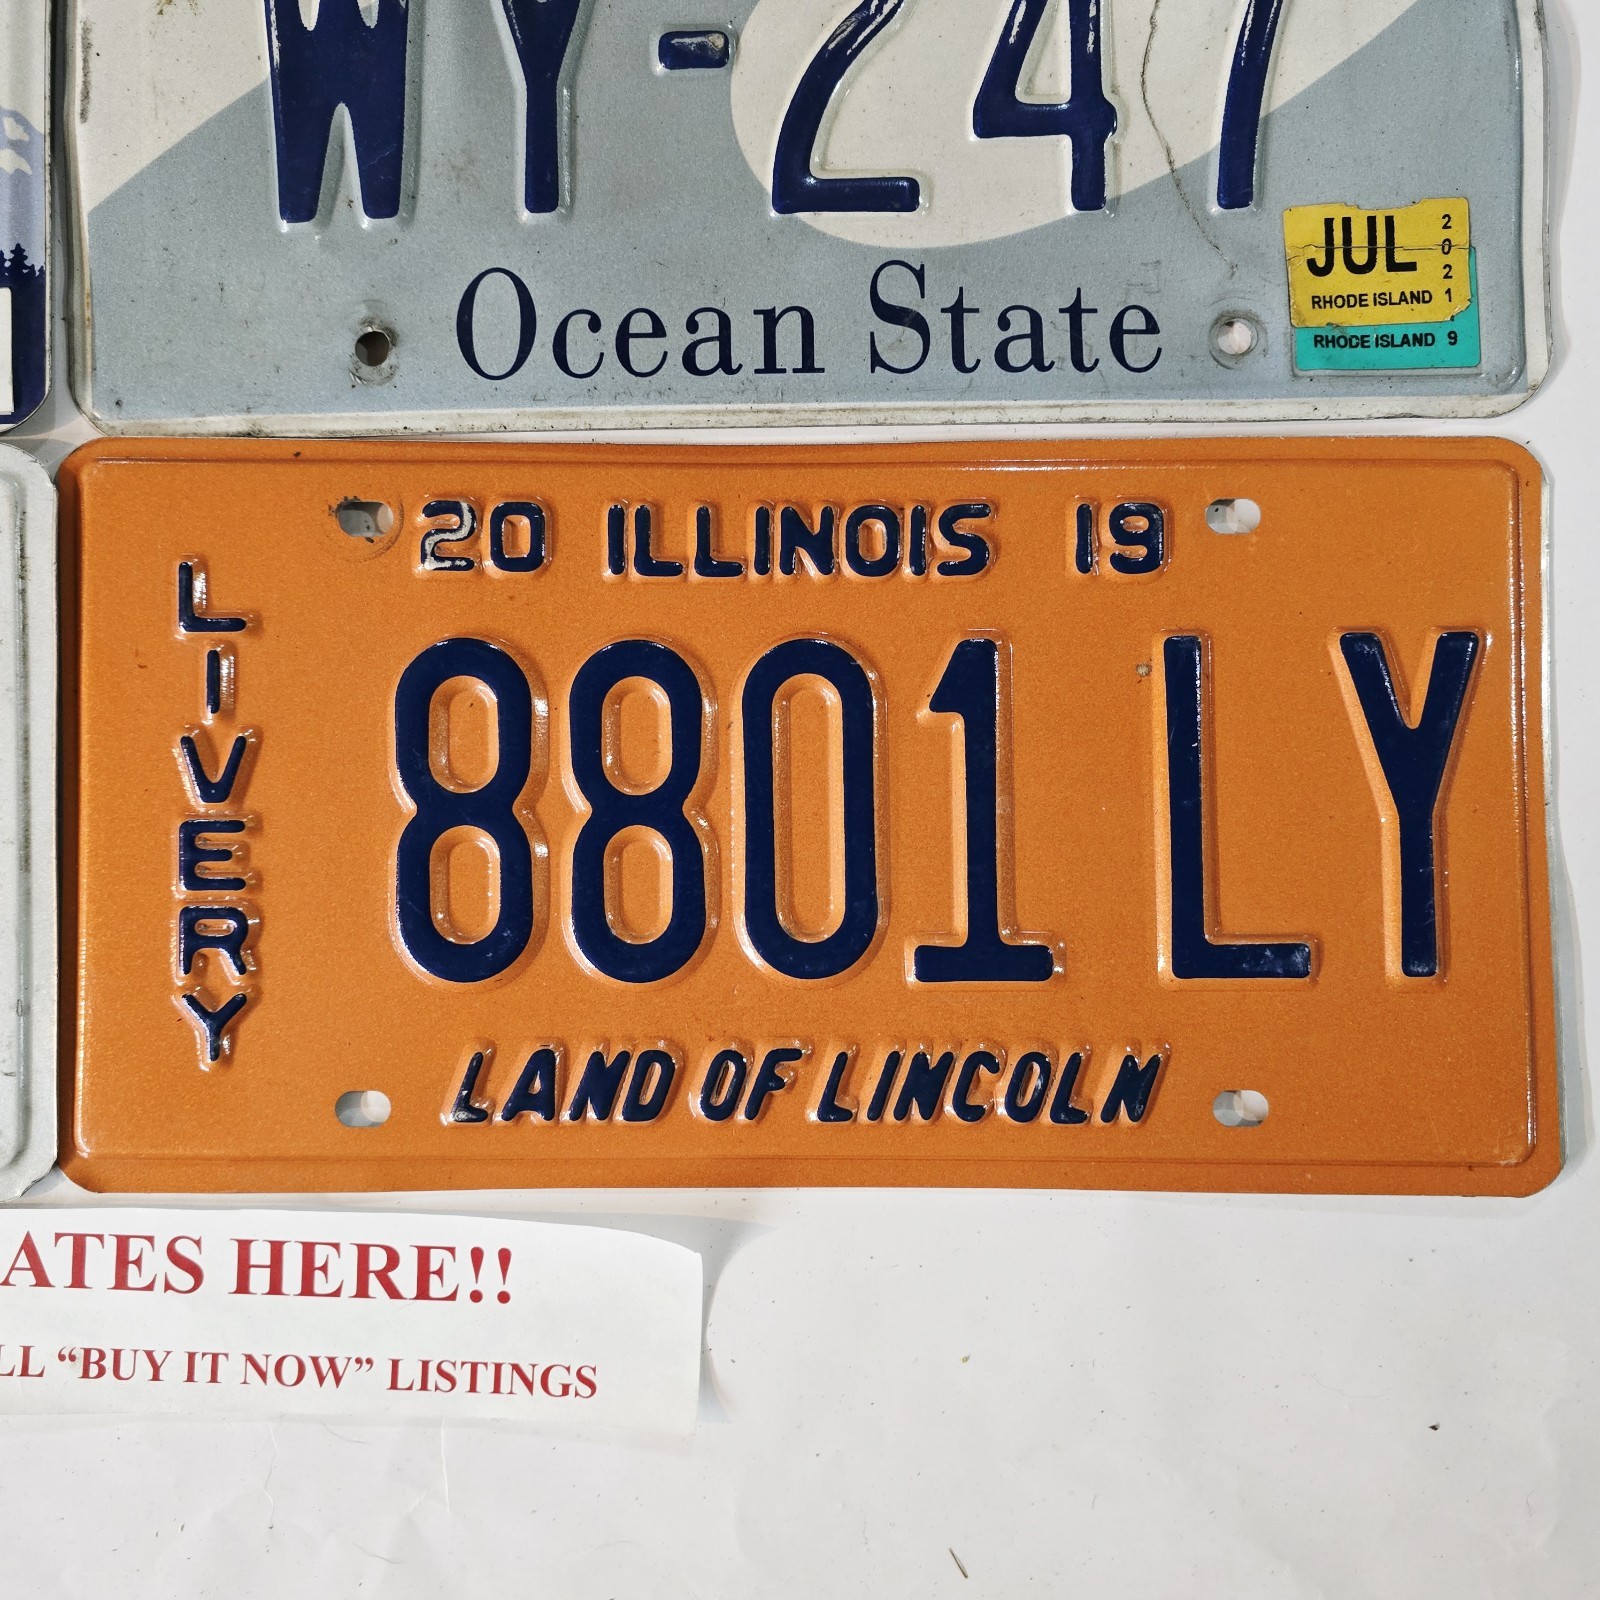 WY-247
JUL 2021
RHODE ISLAND
Ocean State
RHODE ISLAND 9
20 ILLINOIS 19
LIVERY
8801 LY
LAND OF LINCOLN
ATES HERE!!
LL “BUY IT NOW” LISTINGS